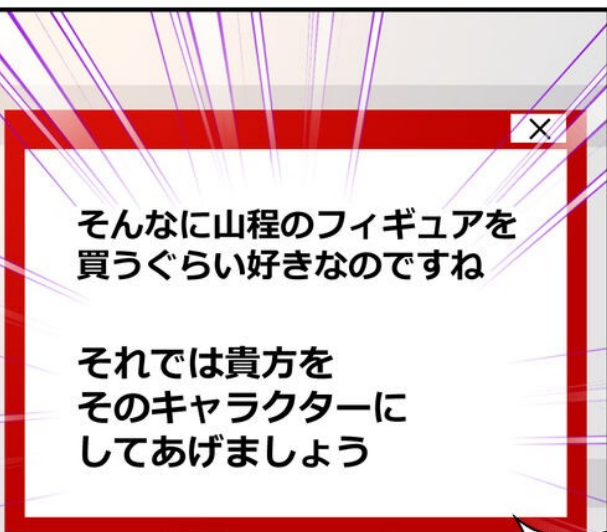 ×
そんなに山程のフィギュアを
買うぐらい好きなのですね
それでは貴方を
そのキャラクターに
してあげましょう